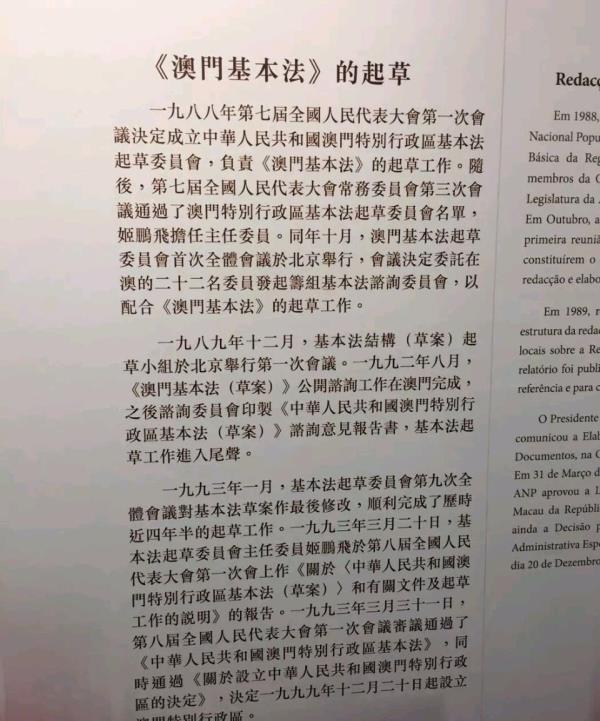 《澳門基本法》的起草
一九八八年第七屆全國人民代表大會第一次會
議決定成立中華人民共和國澳門特別行政區基本法
起草委員會，負責《澳門基本法》的起草工作。隨
後，第七屆全國人民代表大會常務委員會第三次會
議通過了澳門特別行政區基本法起草委員會名單，
姬鵬飛擔任主任委員。同年十月，澳門基本法起草
委員會首次全體會議於北京舉行，會議決定委託在
澳的二十二名委員發起籌組基本法諮詢委員會，以
配合《澳門基本法》的起草工作。
一九八九年十二月，基本法結構（草案）起
草小組於北京舉行第一次會議。一九九二年八月，
《澳門基本法（草案）》公開諮詢工作在澳門完成，
之後諮詢委員會印製《中華人民共和國澳門特別行
政區基本法（草案）》諮詢意見報告書，基本法起
草工作進入尾聲。
一九九三年一月，基本法起草委員會第九次全
體會議對基本法草案作最後修改，順利完成了歷時
近四年半的起草工作。一九九三年三月二十日，基
本法起草委員會主任委員姬鵬飛於第八屆全國人民
代表大會第一次會上作《關於〈中華人民共和國澳
門特別行政區基本法（草案）〉和有關文件及起草
工作的說明》的報告。一九九三年三月三十一日，
第八屆全國人民代表大會第一次會議審議通過了
《中華人民共和國澳門特別行政區基本法》，同
時通過《關於設立中華人民共和國澳門特別行政
區的決定》，決定一九九九年十二月二十日起設立
澳門特別行政區。
Redacç
Em 1988,
Nacional Popu
Básica da Reg
membros da C
Legislatura da
Em Outubro, a
primeira reuniã
constituírem o
redacção e elabo
Em 1989, r
estrutura da redac
locais sobre a Re
relatório foi publi
referência e para c
O Presidente
comunicou a Elab
Documentos, na C
Em 31 de Março d
ANP aprovou a L
Macau da Repúbl
ainda a Decisão p
Administrativa Espe
dia 20 de Dezembro